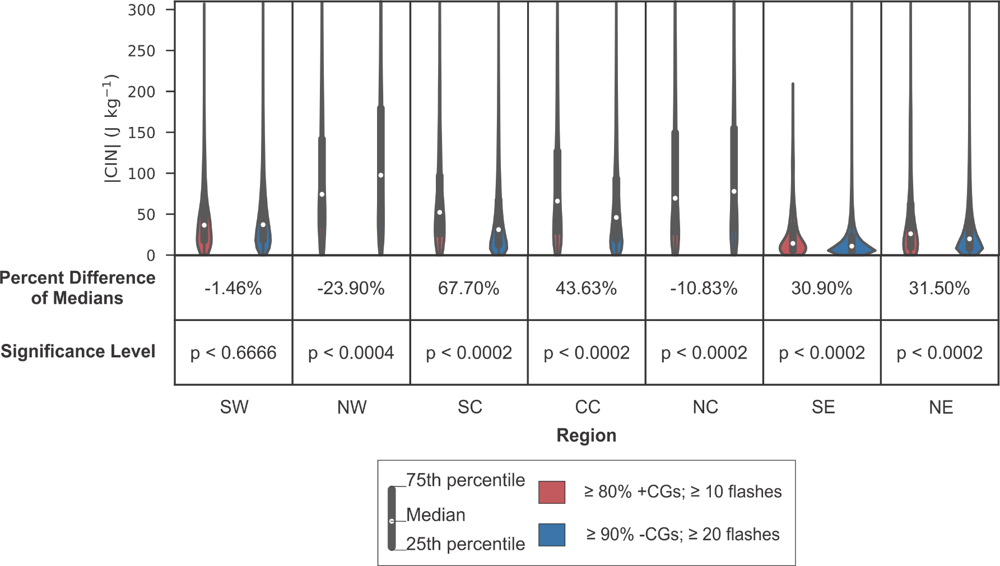 300
250
200
150
100
50
0
|CIN| (J kg⁻¹)
Percent Difference
of Medians
-1.46% -23.90% 67.70% 43.63% -10.83% 30.90% 31.50%
Significance Level p < 0.6666 p < 0.0004 p < 0.0002 p < 0.0002 p < 0.0002 p < 0.0002 p < 0.0002
SW NW SC CC NC SE NE
Region
75th percentile
Median
25th percentile
≥ 80% +CGs; ≥ 10 flashes
≥ 90% -CGs; ≥ 20 flashes